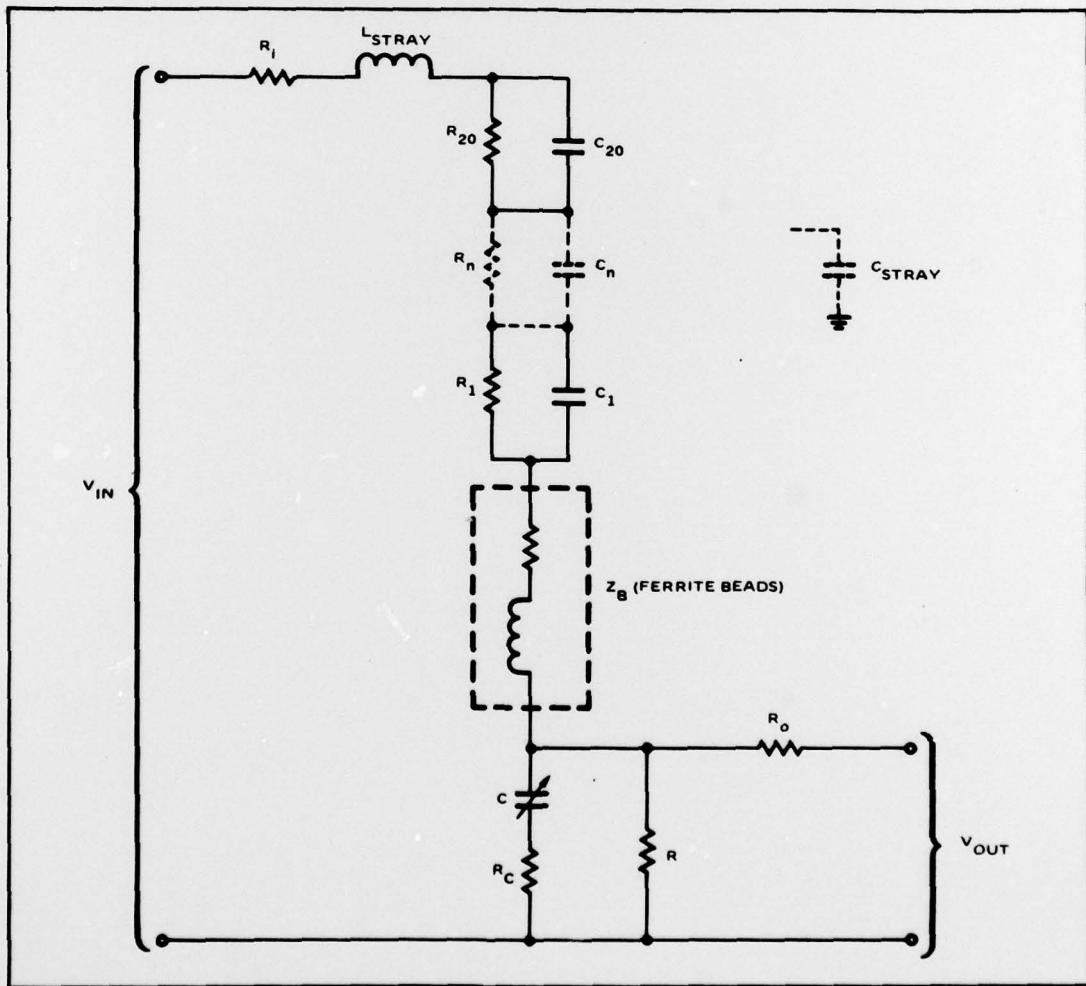 R_i
L_STRAY
R_20
C_20
R_n
C_n
C_STRAY
R_1
C_1
V_IN
Z_B (FERRITE BEADS)
R_o
C
R_C
R
V_OUT